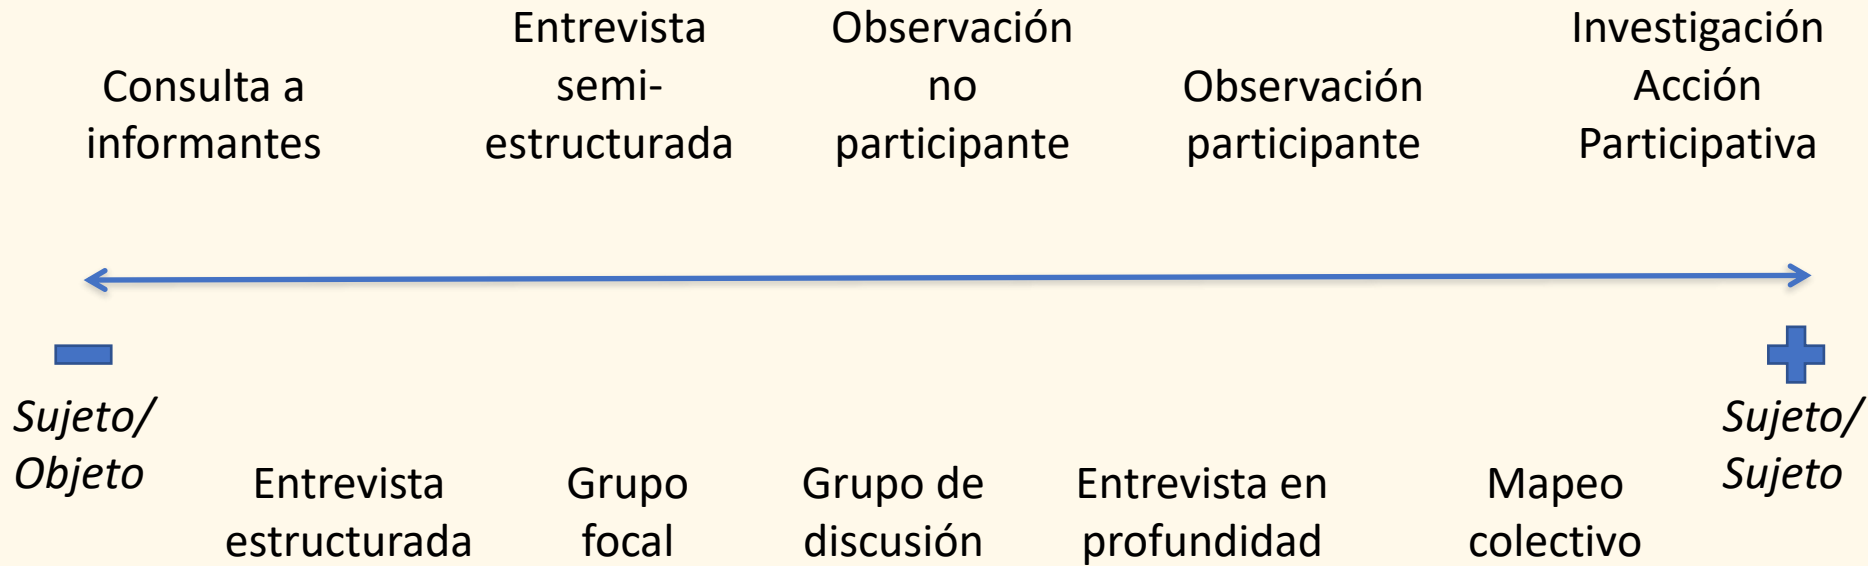 Consulta a
informantes
Entrevista
semi-
estructurada
Observación
no
participante
Observación
participante
Investigación
Acción
Participativa
Sujeto/
Objeto
Entrevista
estructurada
Grupo
focal
Grupo de
discusión
Entrevista en
profundidad
Mapeo
colectivo
Sujeto/
Sujeto